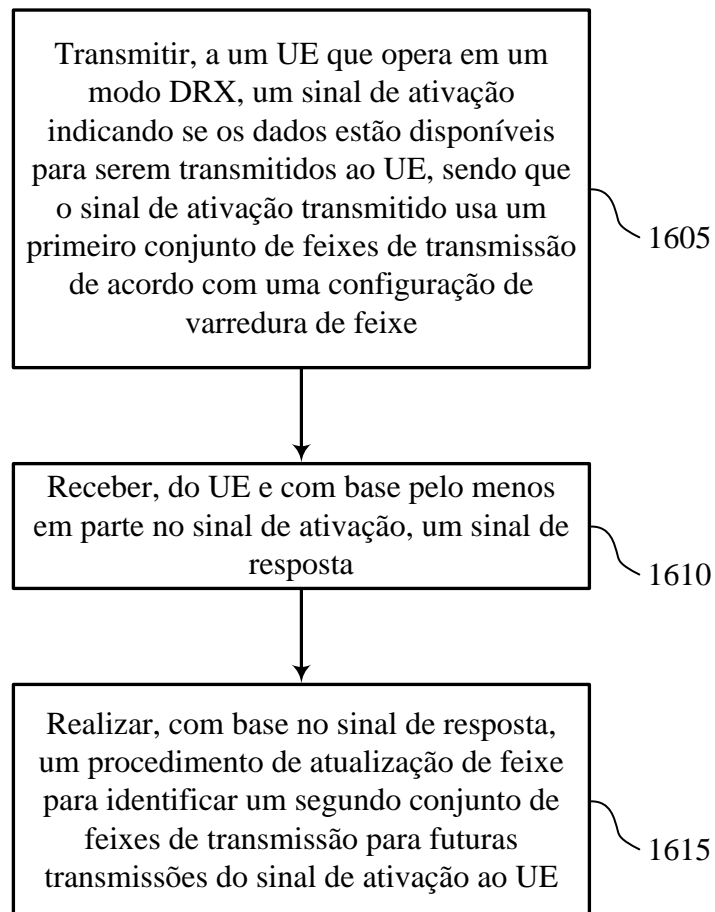 Transmitir, a um UE que opera em um
modo DRX, um sinal de ativação
indicando se os dados estão disponíveis
para serem transmitidos ao UE, sendo que
o sinal de ativação transmitido usa um
primeiro conjunto de feixes de transmissão
de acordo com uma configuração de
varredura de feixe
1605
Receber, do UE e com base pelo menos
em parte no sinal de ativação, um sinal de
resposta
1610
Realizar, com base no sinal de resposta,
um procedimento de atualização de feixe
para identificar um segundo conjunto de
feixes de transmissão para futuras
transmissões do sinal de ativação ao UE
1615